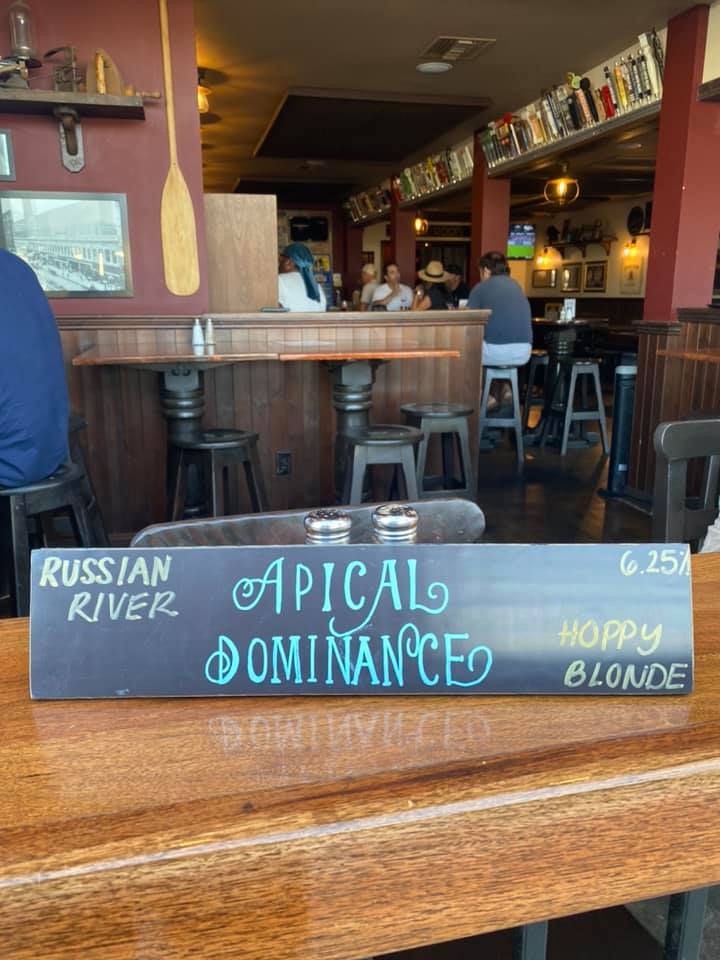 RUSSIAN
RIVER
APICAL
DOMINANCE
6.25%
HOPPY
BLONDE